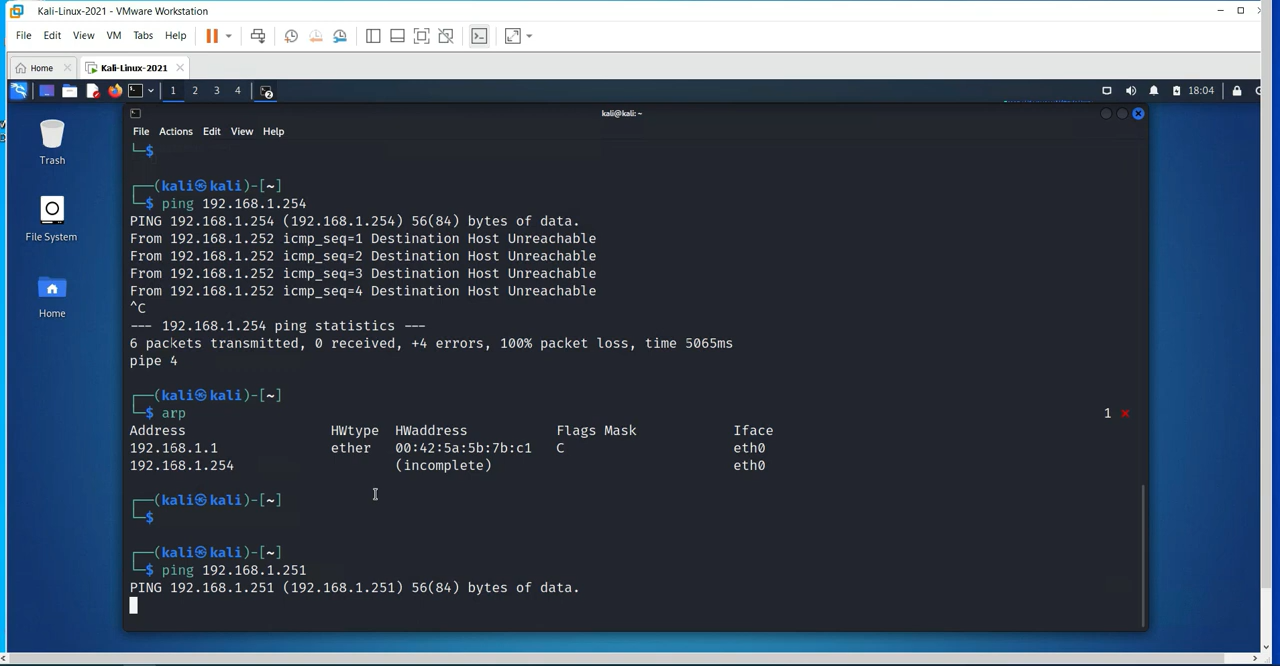 Kali-Linux-2021 - VMware Workstation
File Edit View VM Tabs Help
Home Kali-Linux-2021
1 2 3 4 2 18:04
kali@kali: ~
File Actions Edit View Help
└─$
┌──(kali㉿kali)-[~]
└─$ ping 192.168.1.254
PING 192.168.1.254 (192.168.1.254) 56(84) bytes of data.
From 192.168.1.252 icmp_seq=1 Destination Host Unreachable
From 192.168.1.252 icmp_seq=2 Destination Host Unreachable
From 192.168.1.252 icmp_seq=3 Destination Host Unreachable
From 192.168.1.252 icmp_seq=4 Destination Host Unreachable
^C
--- 192.168.1.254 ping statistics ---
6 packets transmitted, 0 received, +4 errors, 100% packet loss, time 5065ms
pipe 4
┌──(kali㉿kali)-[~]
└─$ arp 1 ⨯
Address HWtype HWaddress Flags Mask Iface
192.168.1.1 ether 00:42:5a:5b:7b:c1 C eth0
192.168.1.254 (incomplete) eth0
┌──(kali㉿kali)-[~]
└─$
┌──(kali㉿kali)-[~]
└─$ ping 192.168.1.251
PING 192.168.1.251 (192.168.1.251) 56(84) bytes of data.
Trash
File System
Home